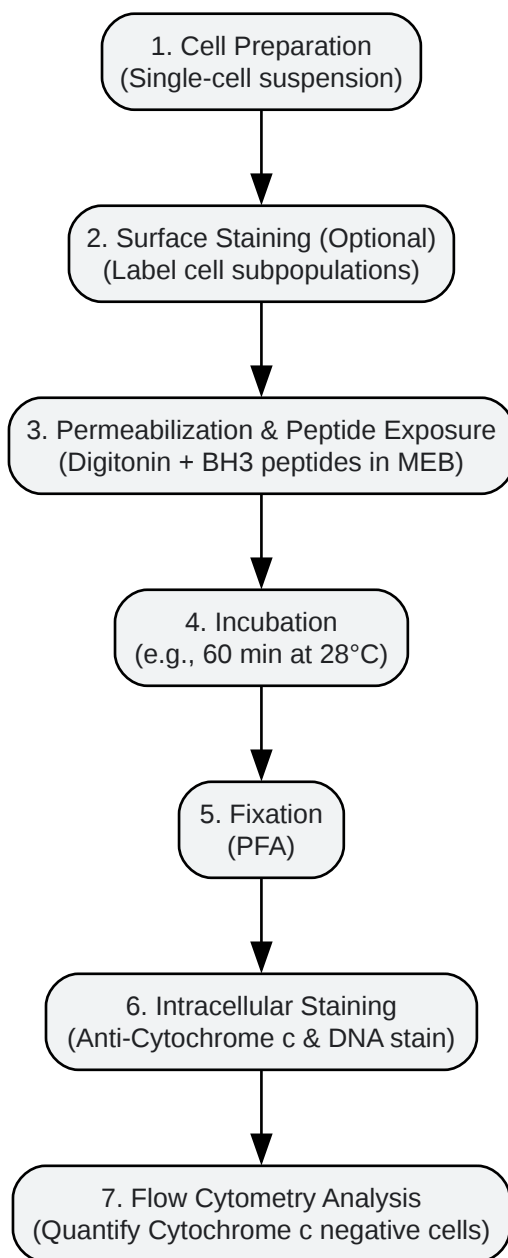 1. Cell Preparation
(Single-cell suspension)
2. Surface Staining (Optional)
(Label cell subpopulations)
3. Permeabilization & Peptide Exposure
(Digitonin + BH3 peptides in MEB)
4. Incubation
(e.g., 60 min at 28°C)
5. Fixation
(PFA)
6. Intracellular Staining
(Anti-Cytochrome c & DNA stain)
7. Flow Cytometry Analysis
(Quantify Cytochrome c negative cells)